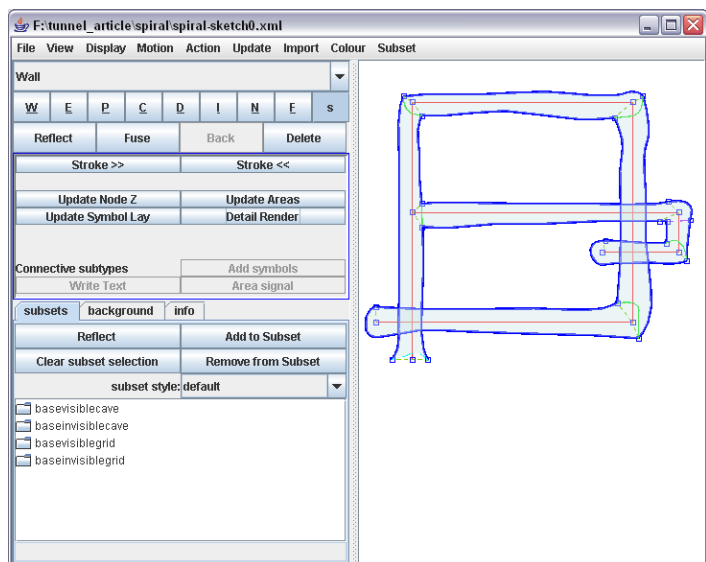 F:\tunnel_article\spiral\spiral-sketch0.xml
File View Display Motion Action Update Import Colour Subset
Wall
W E P C D I N F s
Reflect Fuse Back Delete
Stroke >> Stroke <<
Update Node Z Update Areas
Update Symbol Lay Detail Render
Connective subtypes Add symbols
Write Text Area signal
subsets background info
Reflect Add to Subset
Clear subset selection Remove from Subset
subset style: default
basevisiblecave
baseinvisiblecave
basevisiblegrid
baseinvisiblegrid